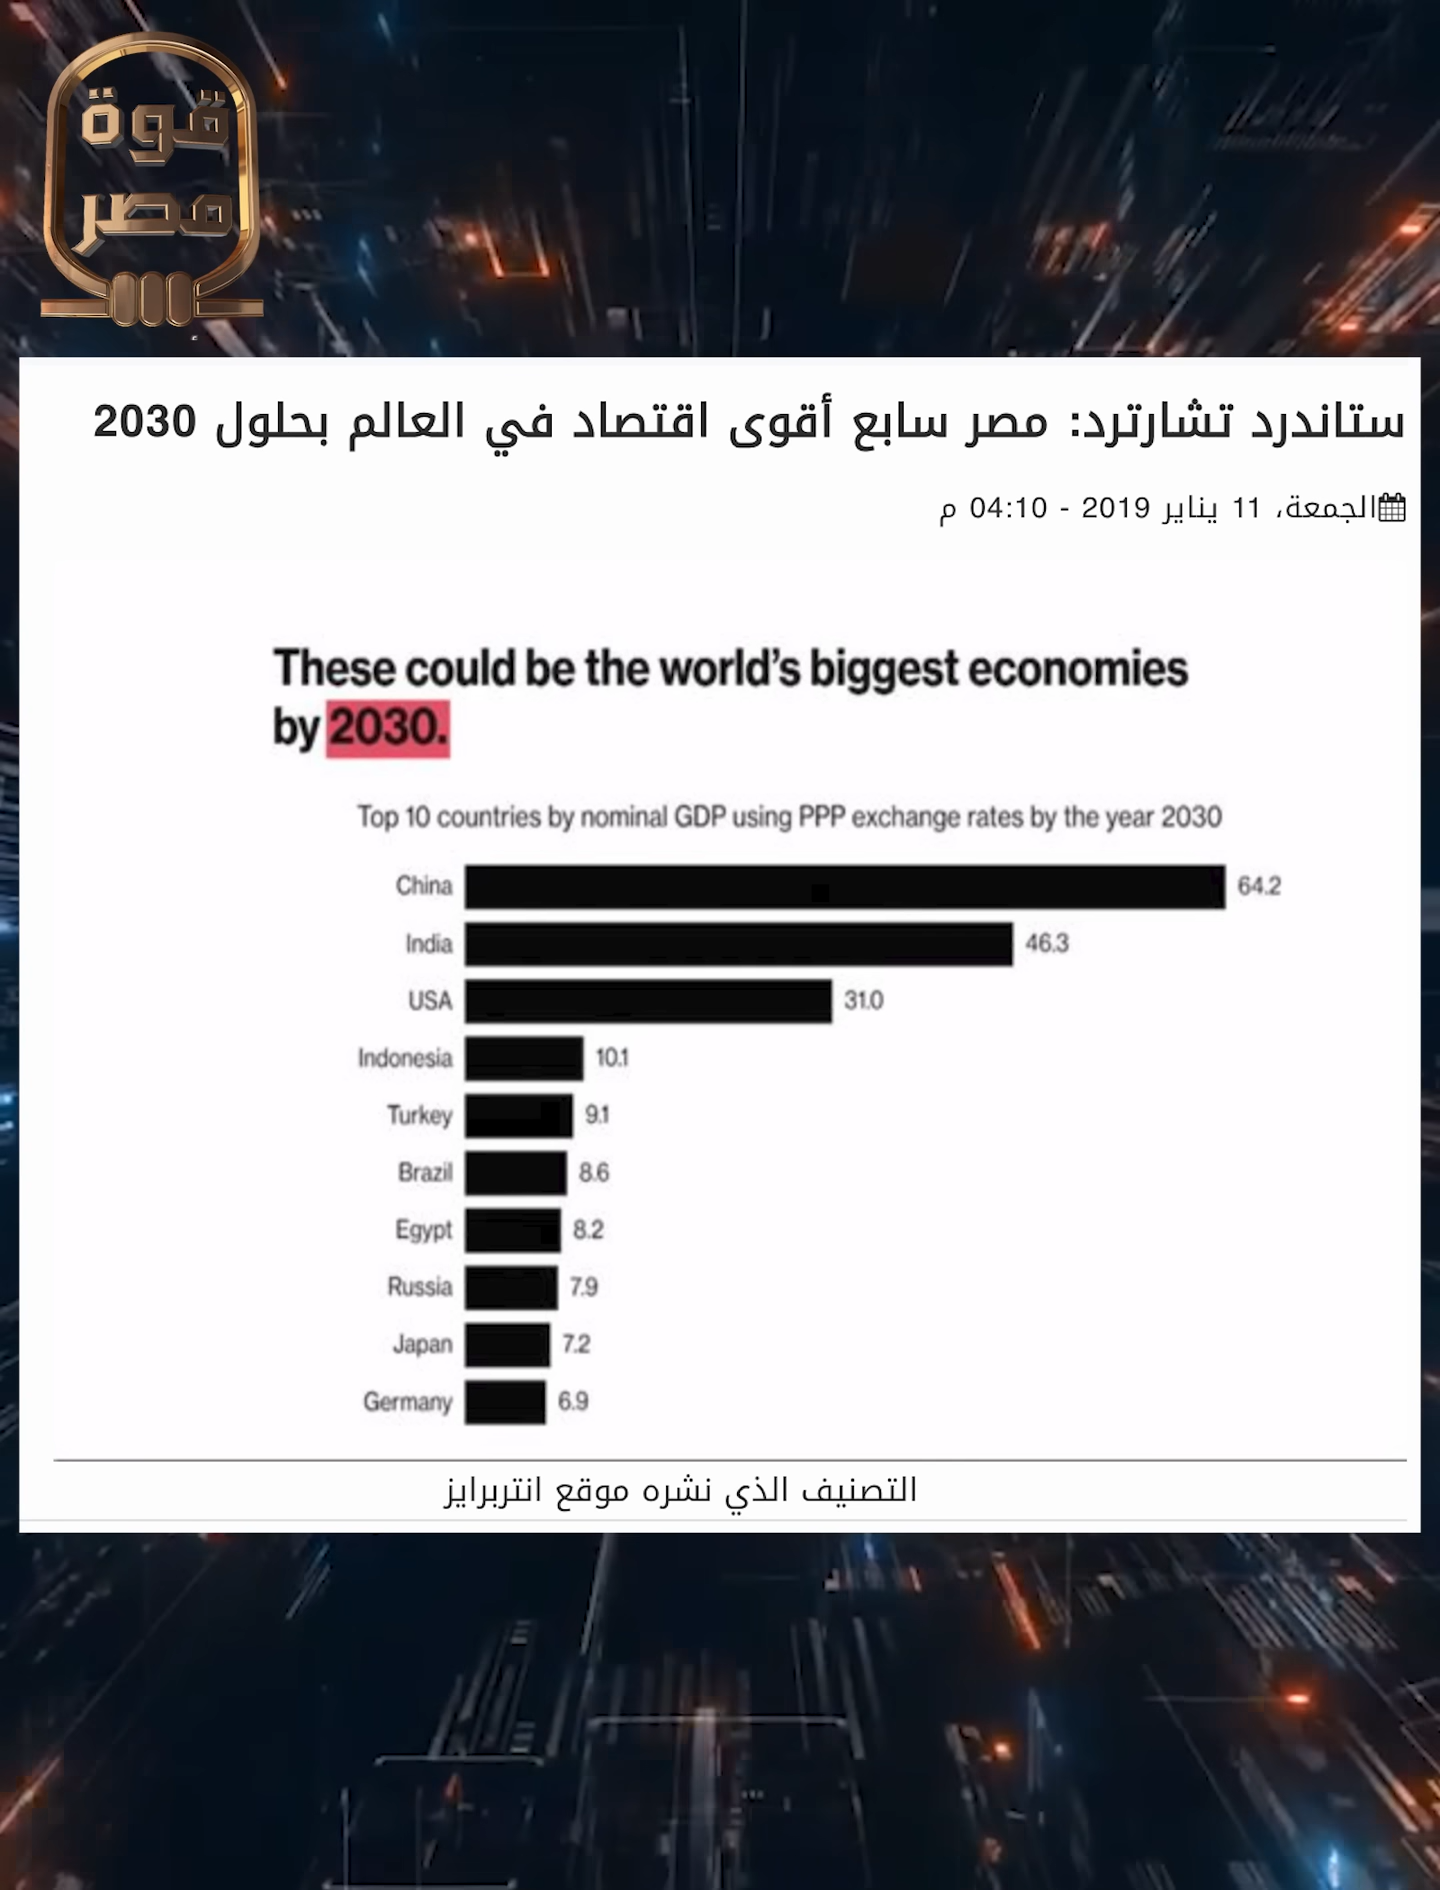 قوة
مصر
ستاندرد تشارترد: مصر سابع أقوى اقتصاد في العالم بحلول 2030
الجمعة، 11 يناير 2019 - 04:10 م
These could be the world's biggest economies
by 2030.
Top 10 countries by nominal GDP using PPP exchange rates by the year 2030
China 64.2
India 46.3
USA 31.0
Indonesia 10.1
Turkey 9.1
Brazil 8.6
Egypt 8.2
Russia 7.9
Japan 7.2
Germany 6.9
التصنيف الذي نشره موقع انتربرايز